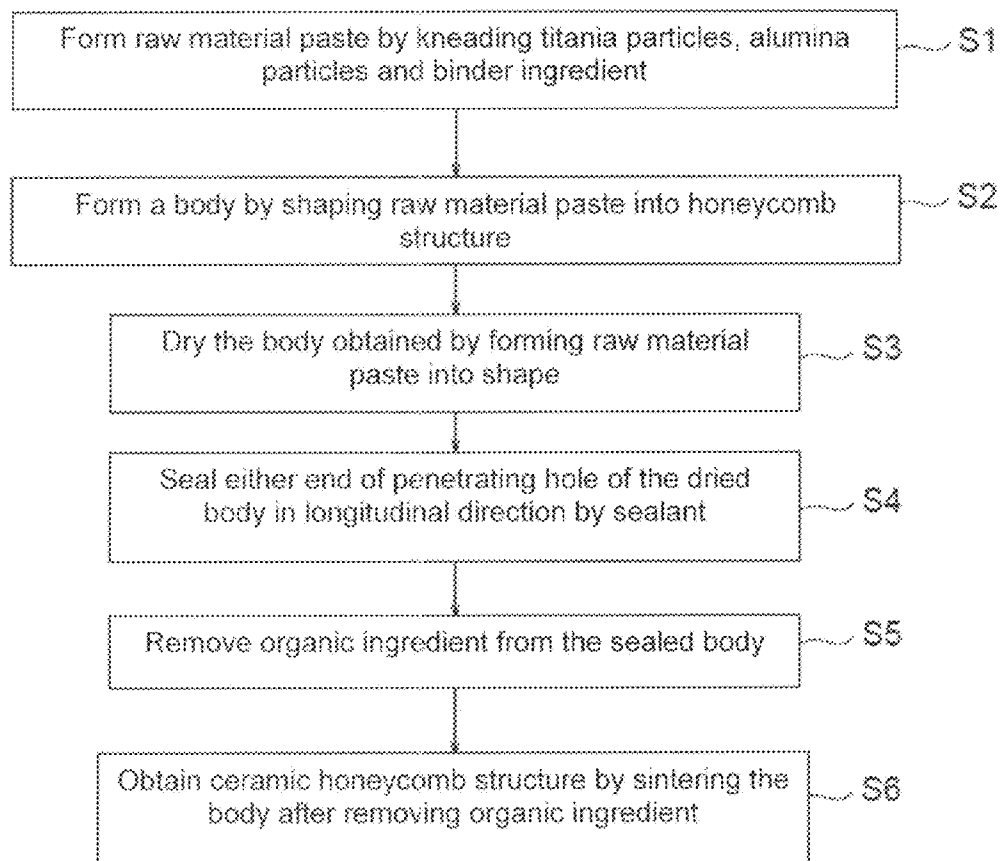 Form raw material paste by kneading titania particles, alumina
particles and binder ingredient
S1
Form a body by shaping raw material paste into honeycomb
structure
S2
Dry the body obtained by forming raw material
paste into shape
S3
Seal either end of penetrating hole of the dried
body in longitudinal direction by sealant
S4
Remove organic ingredient from the sealed body
S5
Obtain ceramic honeycomb structure by sintering the
body after removing organic ingredient
S6